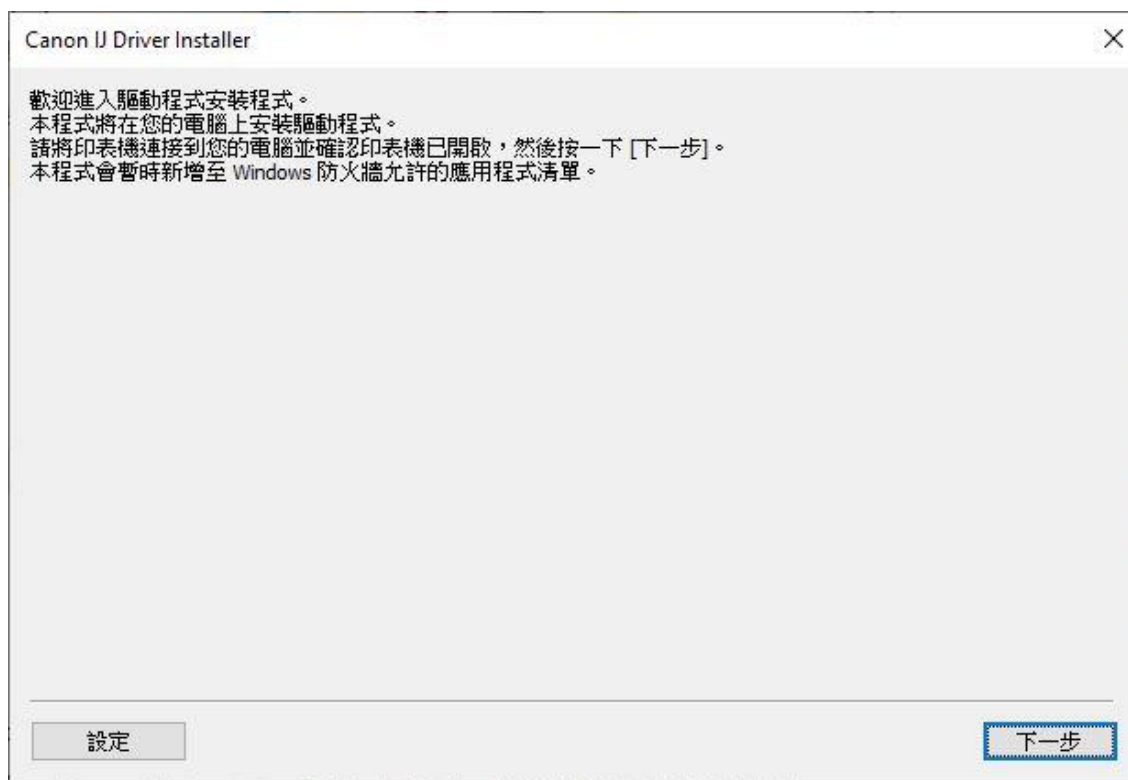 Canon IJ Driver Installer
歡迎進入驅動程式安裝程式。
本程式將在您的電腦上安裝驅動程式。
請將印表機連接到您的電腦並確認印表機已開啟，然後按一下 [下一步]。
本程式會暫時新增至 Windows 防火牆允許的應用程式清單。
設定
下一步